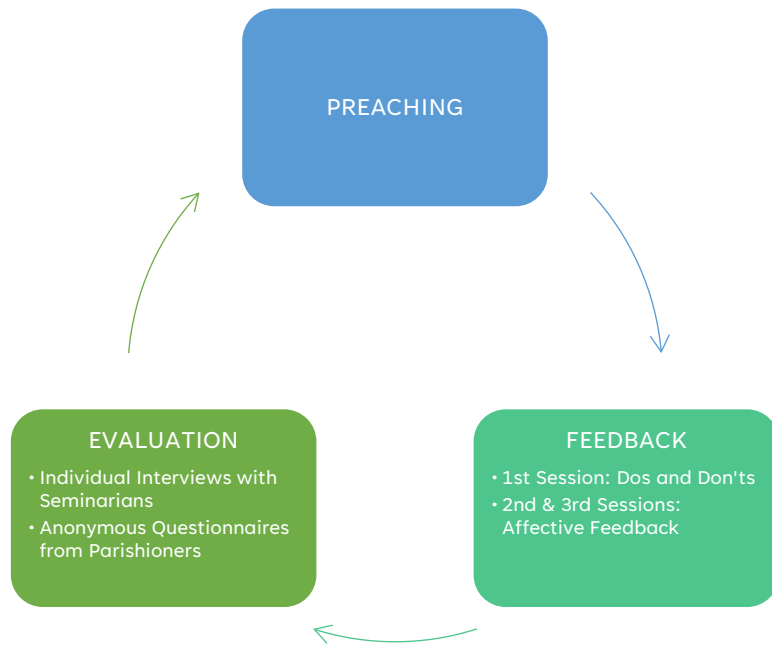 PREACHING
EVALUATION
• Individual Interviews with
Seminarians
• Anonymous Questionnaires
from Parishioners
FEEDBACK
• 1st Session: Dos and Don'ts
• 2nd & 3rd Sessions:
Affective Feedback